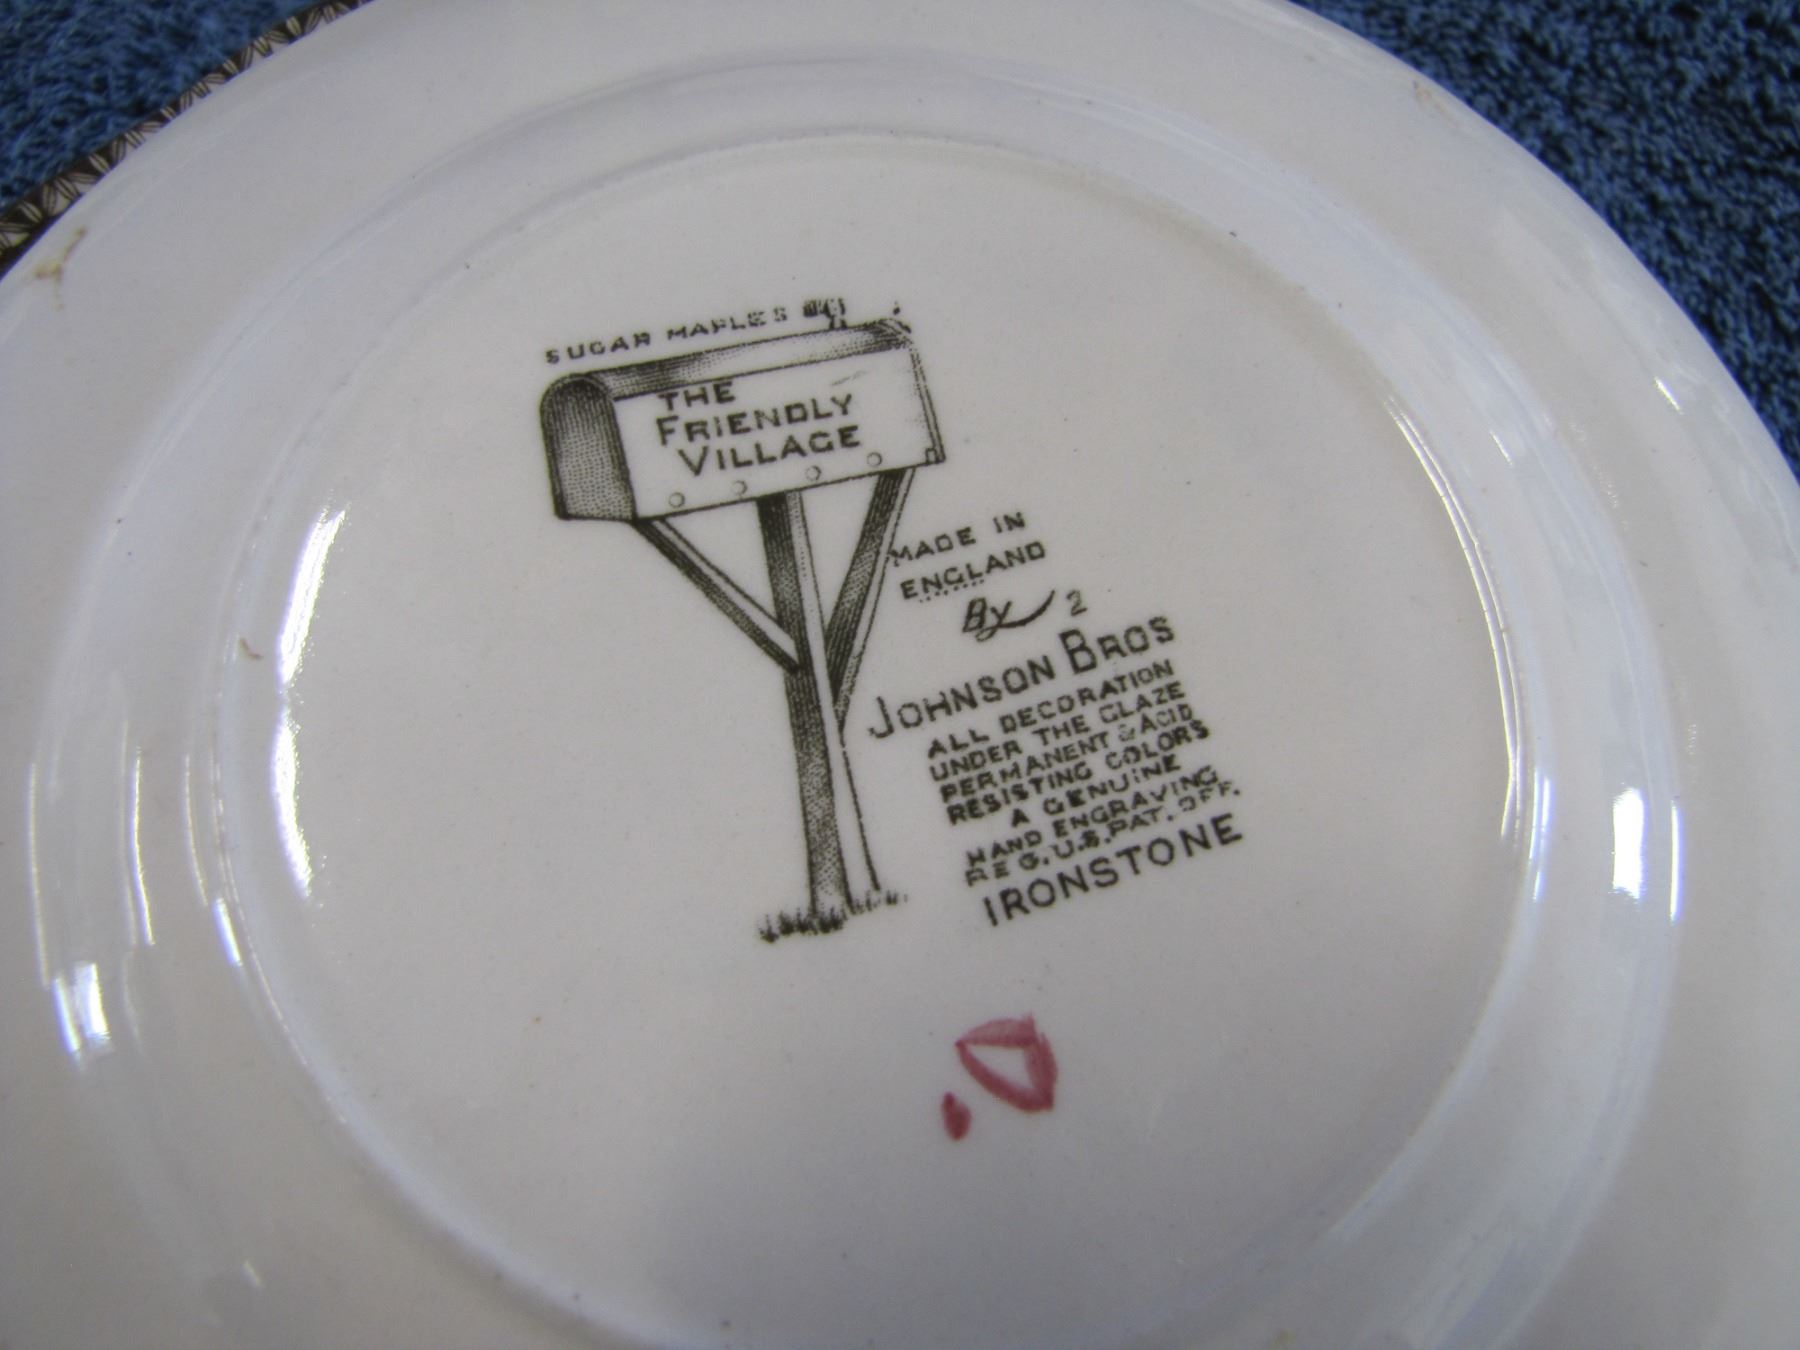 SUGAR MAPLES
THE
FRIENDLY
VILLAGE
MADE IN
ENGLAND
By 2
JOHNSON BROS
ALL DECORATION
UNDER THE GLAZE
PERMANENT & ACID
RESISTING COLORS
A GENUINE
HAND ENGRAVING
REG. U.S. PAT. OFF.
IRONSTONE